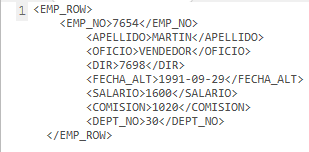 1 <EMP_ROW>
<EMP_NO>7654</EMP_NO>
<APELLIDO>MARTIN</APELLIDO>
<OFICIO>VENDEDOR</OFICIO>
<DIR>7698</DIR>
<FECHA_ALT>1991-09-29</FECHA_ALT>
<SALARIO>1600</SALARIO>
<COMISION>1020</COMISION>
<DEPT_NO>30</DEPT_NO>
</EMP_ROW>